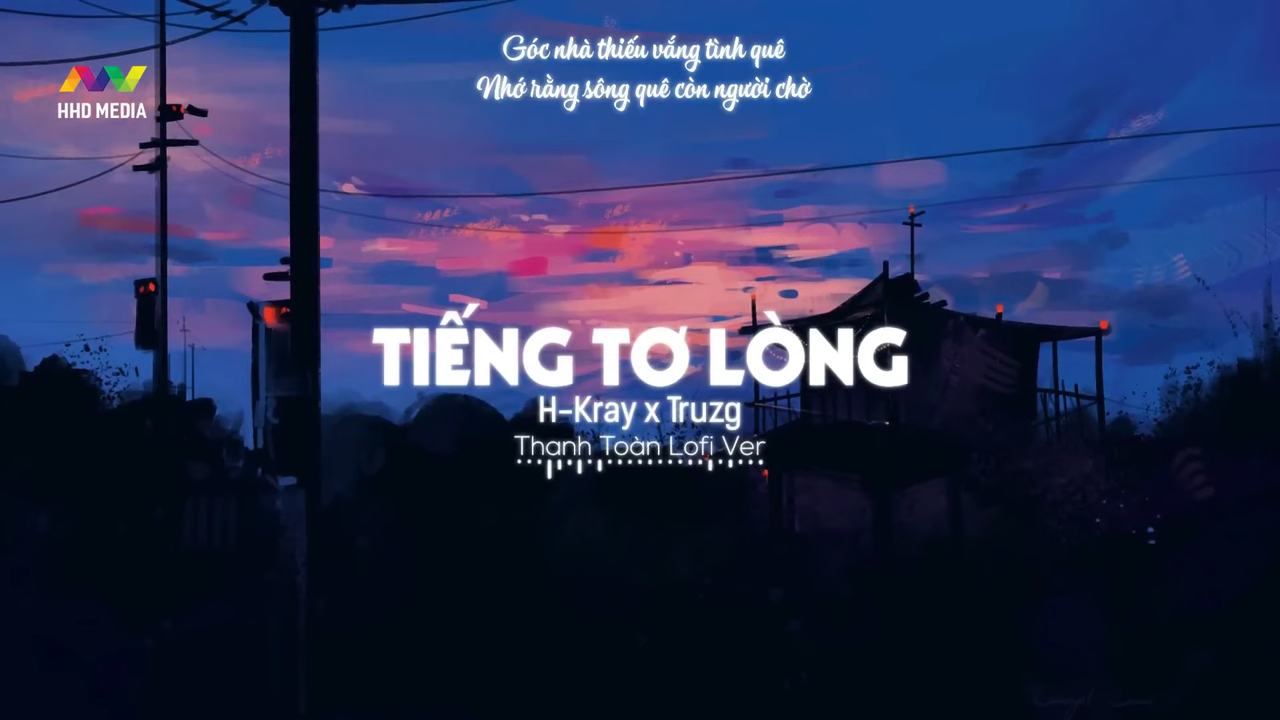 Góc nhà thiếu vắng tình quê
Nhớ rằng sông quê còn người chờ
HHD MEDIA
TIẾNG TƠ LÒNG
H-Kray x Truzg
Thanh Toàn Lofi Ver